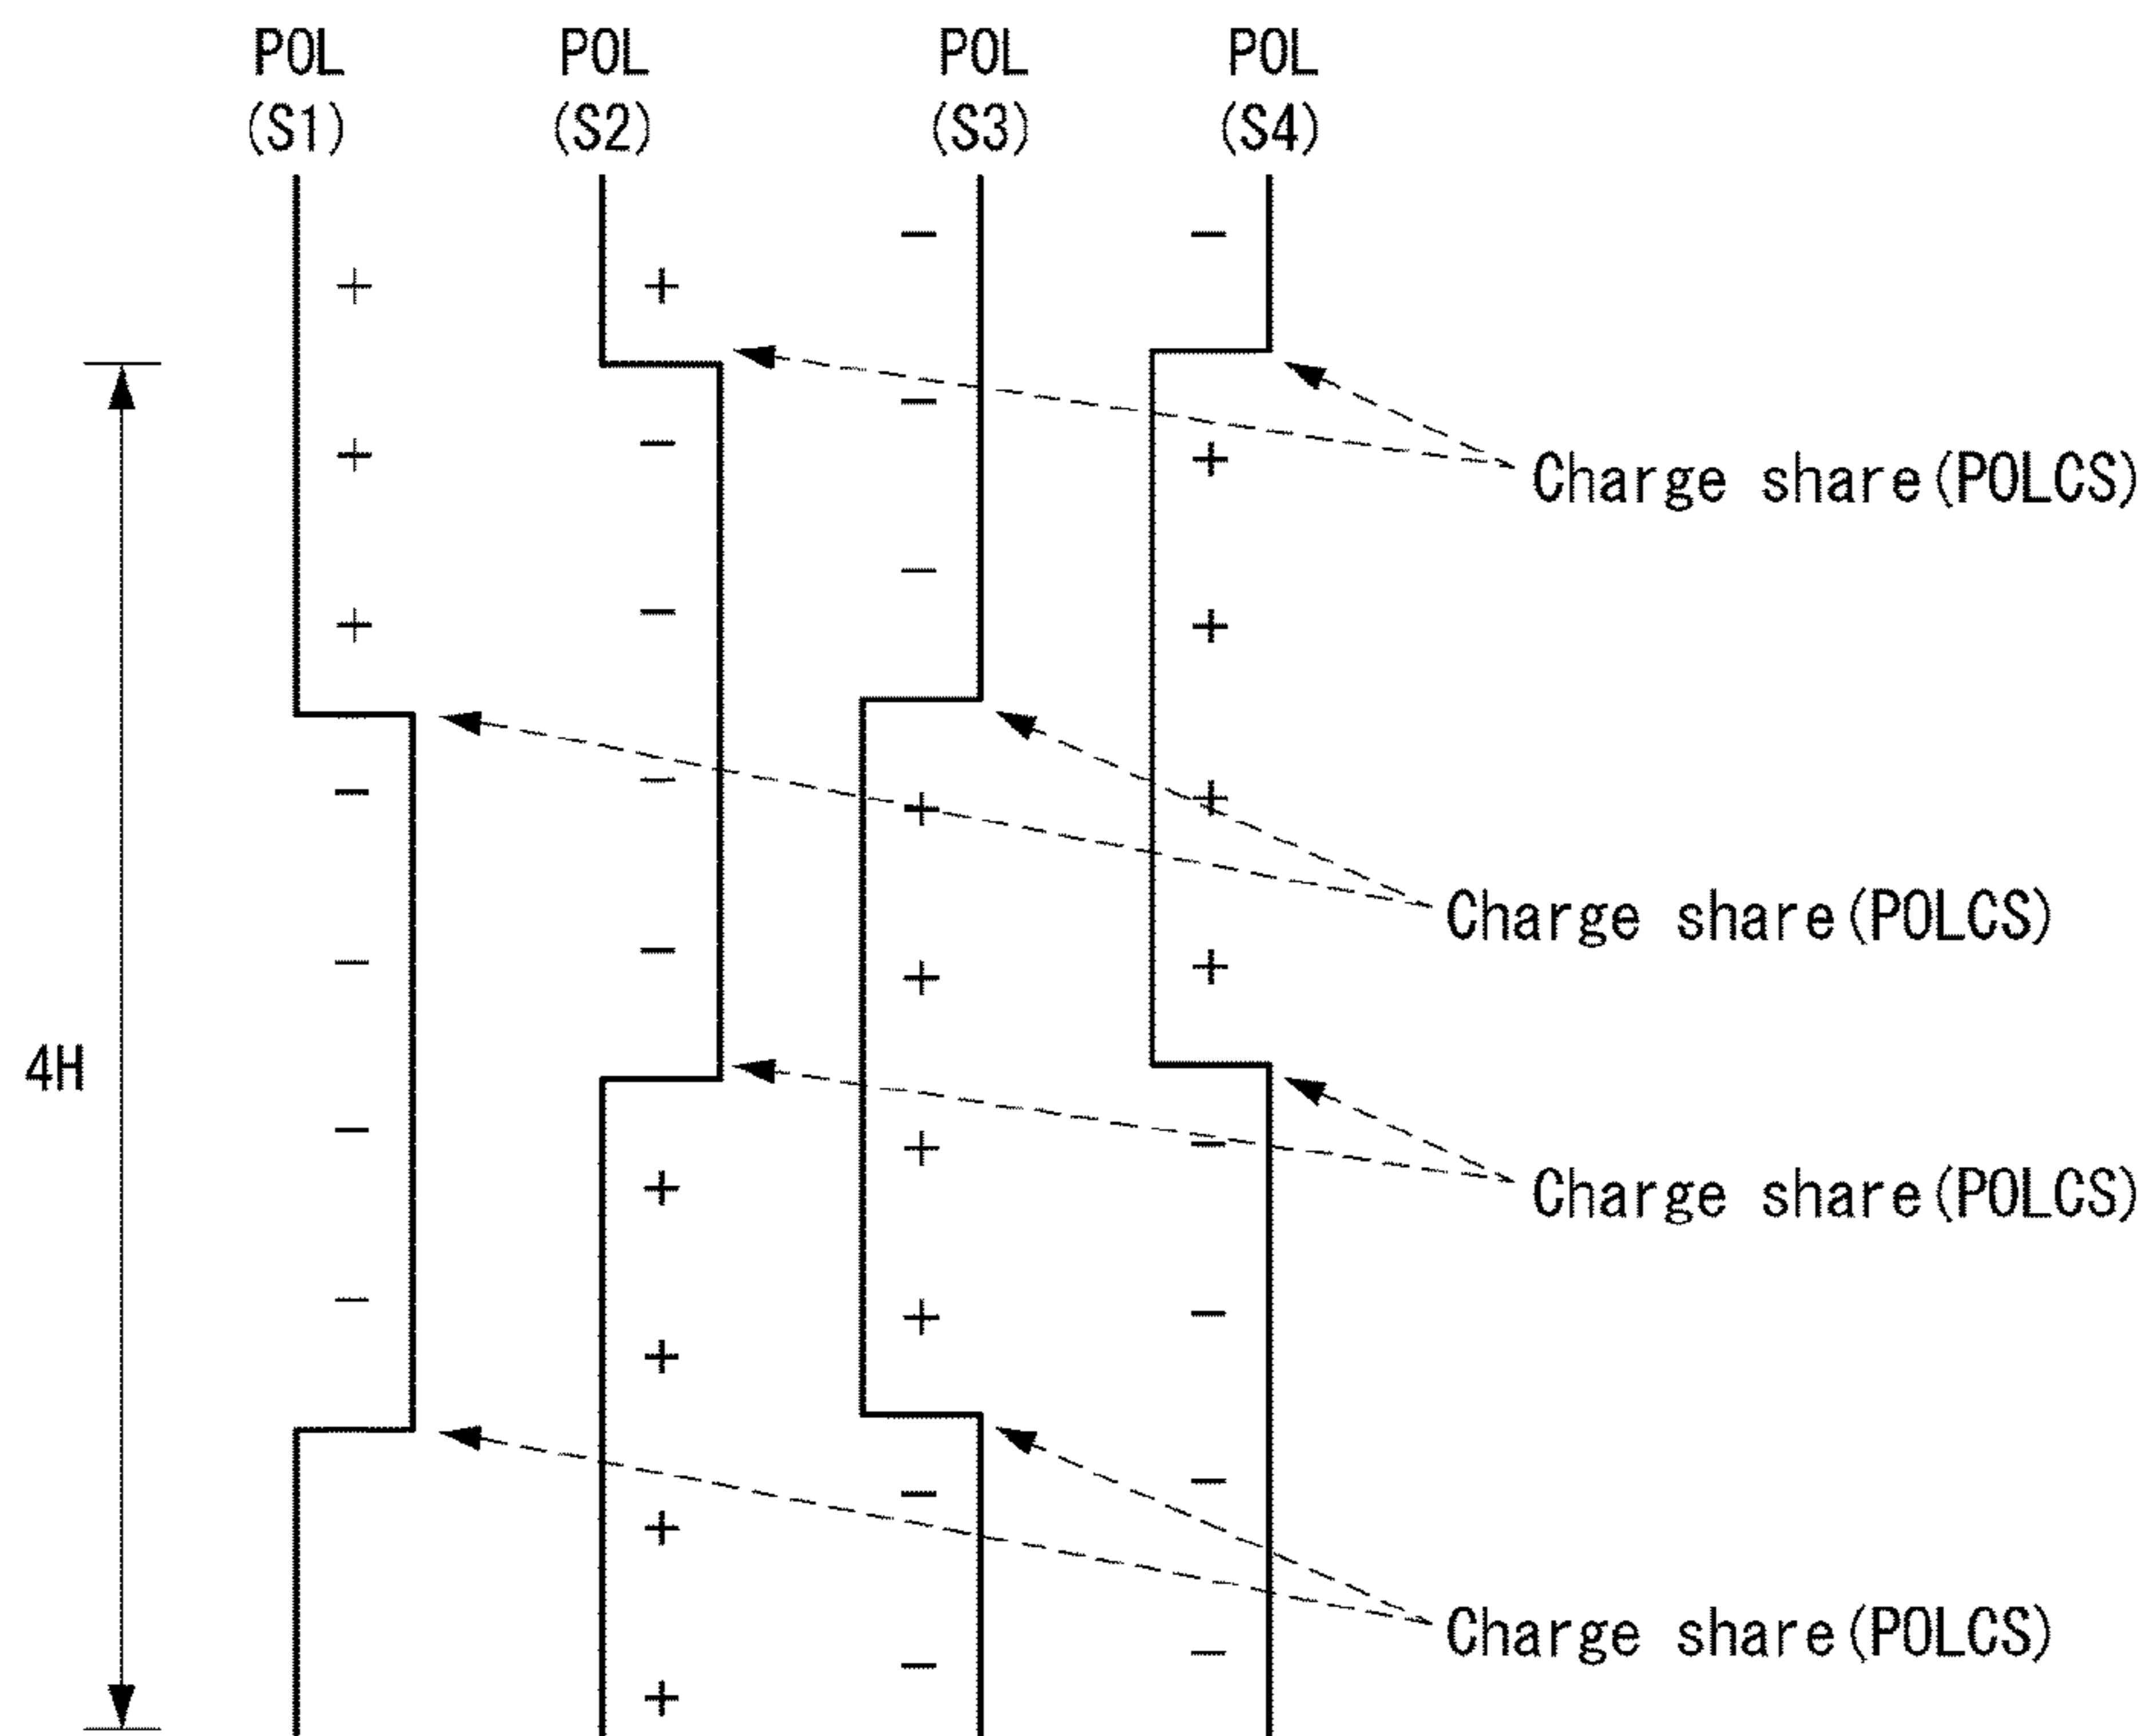 POL POL POL POL
(S1) (S2) (S3) (S4)
− −
+ +
−
+ − +
−
+ − +
− − + +
− − + +
− + −
− + + −
+ − −
+
− −
+
Charge share(POLCS)
Charge share(POLCS)
4H
Charge share(POLCS)
Charge share(POLCS)